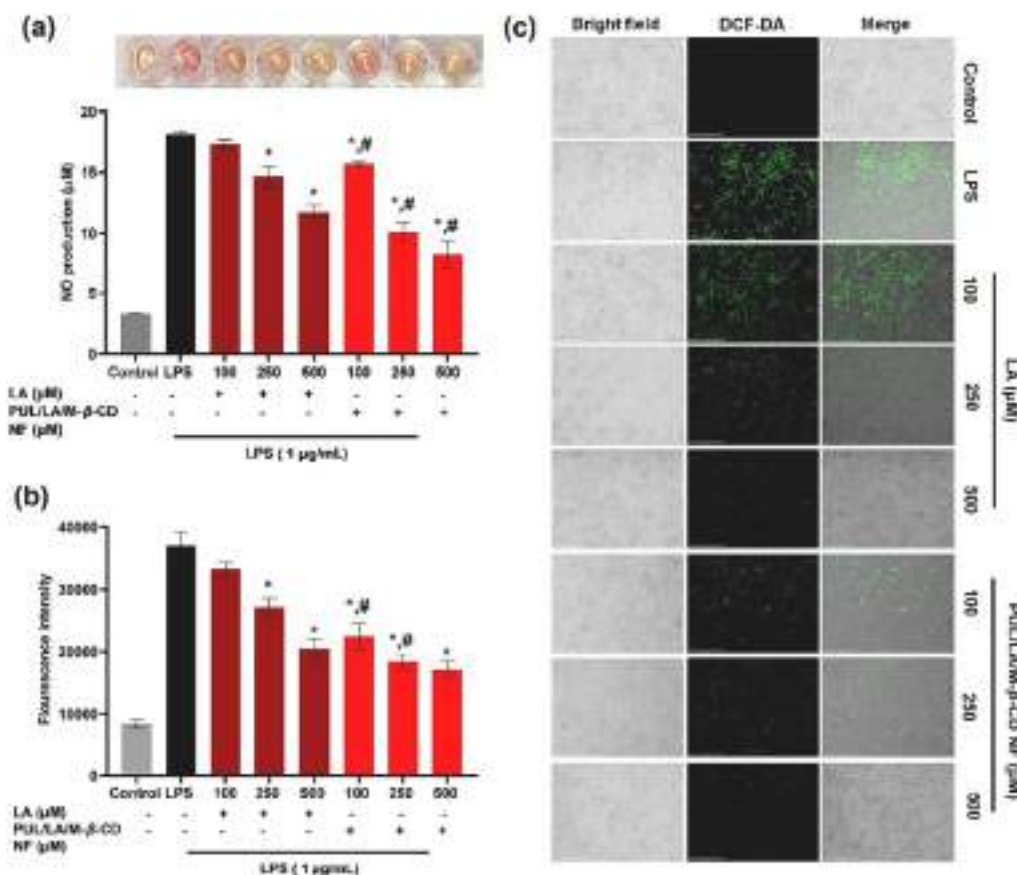 (a)
20
15
10
5
0
NO production (µM)
*
*
*,#
*,#
*,#
Control LPS 100 250 500 100 250 500
LA (µM) - - + + + - - -
PUL/LA/M-β-CD - - - - - + + +
NF (µM)
LPS ( 1 µg/mL)
(b)
40000
30000
20000
10000
0
Flourescence intensity
*
*
*,#
*,#
*
Control LPS 100 250 500 100 250 500
LA (µM) - - + + + - - -
PUL/LA/M-β-CD - - - - - + + +
NF (µM)
LPS ( 1 µg/mL)
(c)
Bright field DCF-DA Merge
Control
LPS
100
250
500
LA (µM)
100
250
500
PUL/LA/M-β-CD NF (µM)